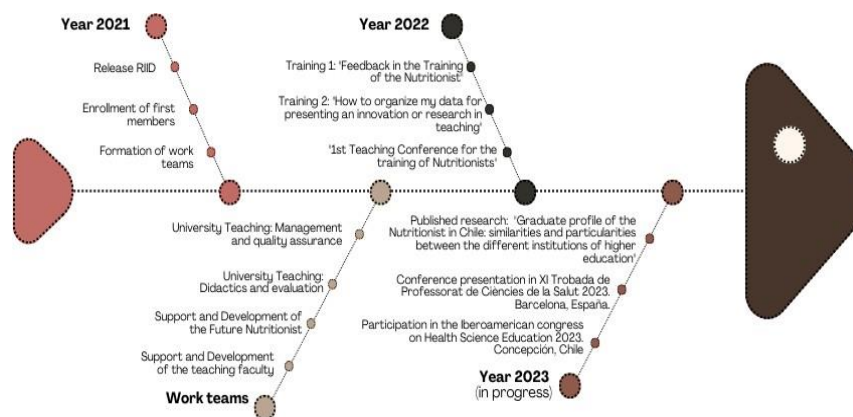 Year 2021
Release RIID
Enrollment of first
members
Formation of work
teams
Year 2022
Training 1: 'Feedback in the Training
of the Nutritionist'
Training 2: 'How to organize my data for
presenting an innovation or research in
teaching'
'1st Teaching Conference for the
training of Nutritionists'
University Teaching: Management
and quality assurance
University Teaching:
Didactics and evaluation
Support and Development of
the Future Nutritionist
Support and Development
of the teaching faculty
Work teams
Published research: 'Graduate profile of the
Nutritionist in Chile: similarities and particularities
between the different institutions of higher
education'
Conference presentation in XI Trobada de
Professorat de Ciències de la Salut 2023.
Barcelona, España.
Participation in the Iberoamerican congress
on Health Science Education 2023.
Concepción, Chile
Year 2023
(in progress)